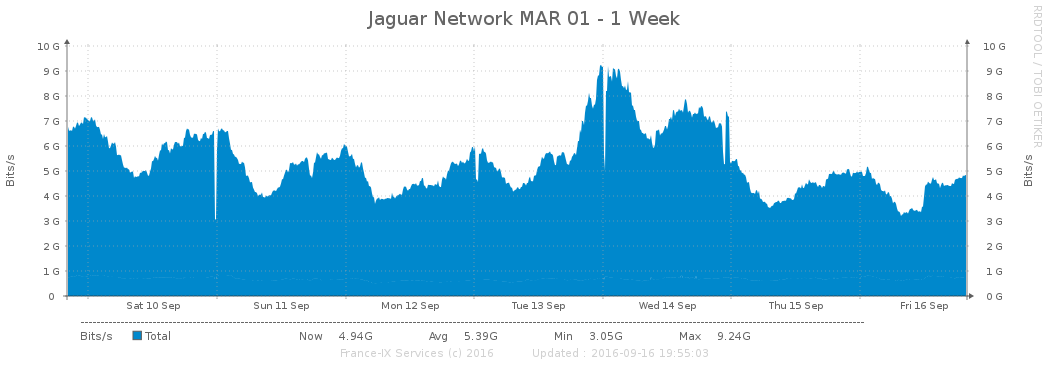 Jaguar Network MAR 01 - 1 Week
RRDTOOL / TOBI OETIKER
10 G 10 G
9 G 9 G
8 G 8 G
7 G 7 G
6 G 6 G
5 G 5 G
4 G 4 G
3 G 3 G
2 G 2 G
1 G 1 G
0 0 G
Bits/s
Bits/s
Sat 10 Sep Sun 11 Sep Mon 12 Sep Tue 13 Sep Wed 14 Sep Thu 15 Sep Fri 16 Sep
Bits/s Total Now 4.94G Avg 5.39G Min 3.05G Max 9.24G
France-IX Services (c) 2016 Updated : 2016-09-16 19:55:03